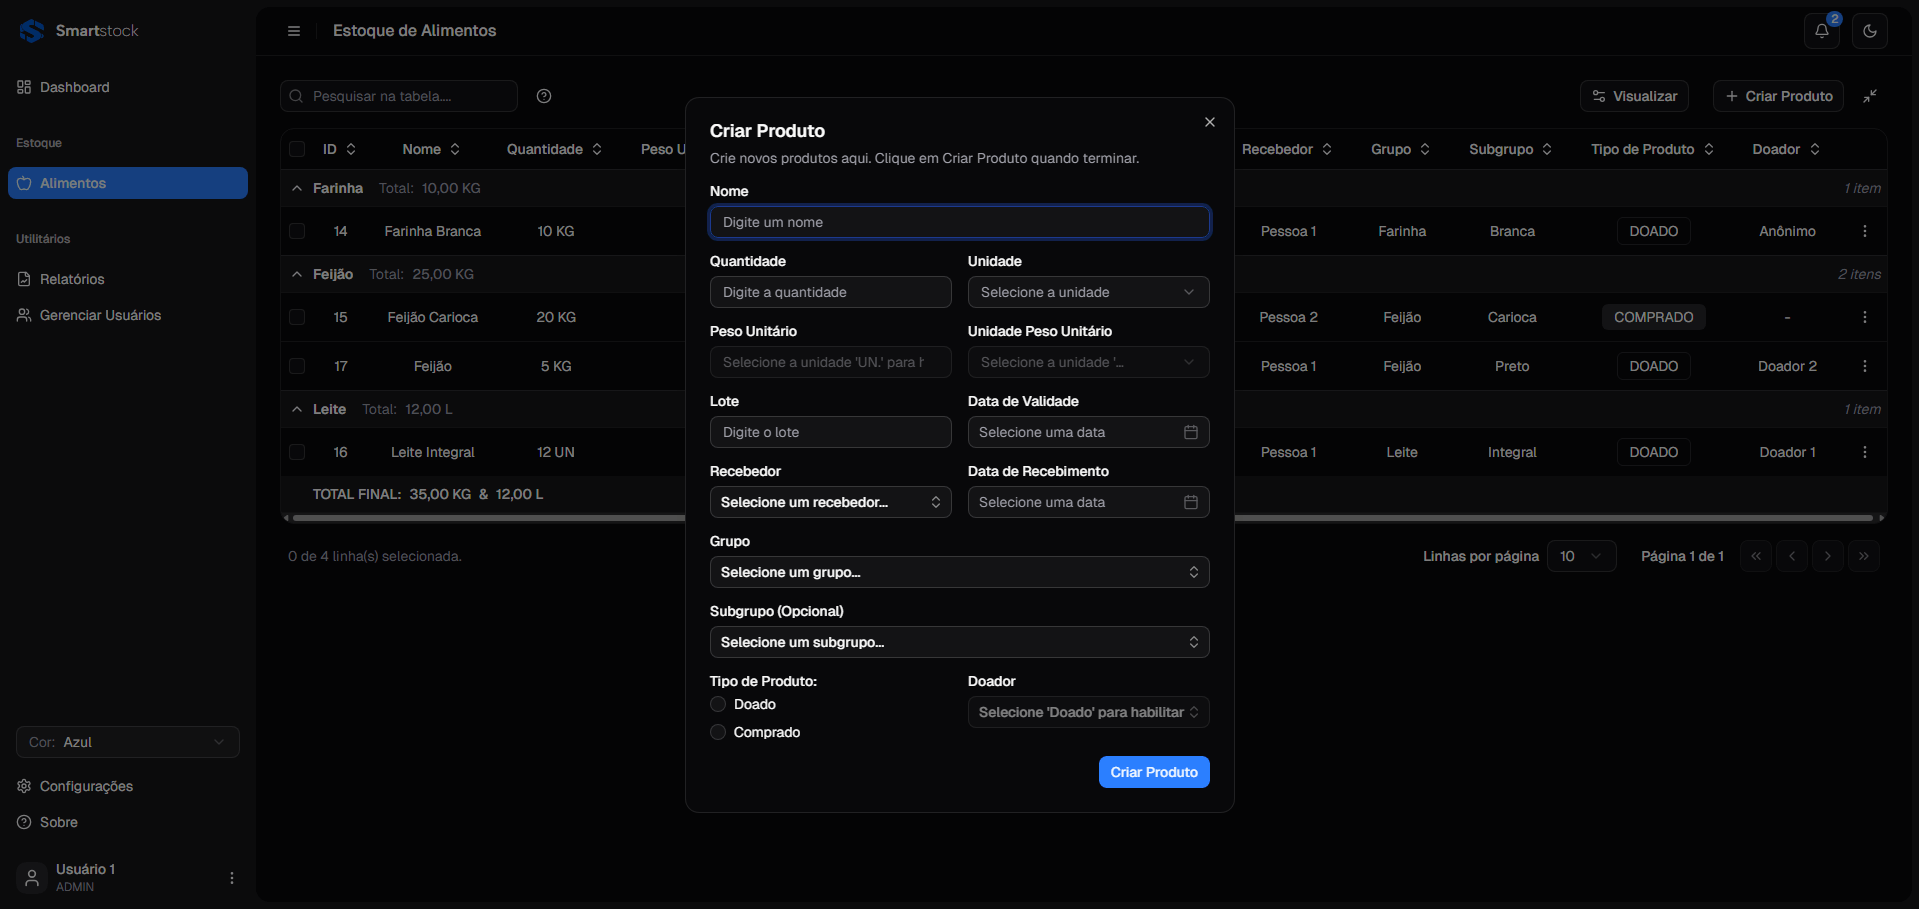 Smartstock
Estoque de Alimentos
2
Dashboard
Estoque
Alimentos
Utilitários
Relatórios
Gerenciar Usuários
Cor: Azul
Configurações
Sobre
Usuário 1
ADMIN
Pesquisar na tabela....
Visualizar
Criar Produto
ID Nome Quantidade Peso U Recebedor Grupo Subgrupo Tipo de Produto Doador
Farinha Total: 10,00 KG 1 item
14 Farinha Branca 10 KG Pessoa 1 Farinha Branca DOADO Anônimo
Feijão Total: 25,00 KG 2 itens
15 Feijão Carioca 20 KG Pessoa 2 Feijão Carioca COMPRADO -
17 Feijão 5 KG Pessoa 1 Feijão Preto DOADO Doador 2
Leite Total: 12,00 L 1 item
16 Leite Integral 12 UN Pessoa 1 Leite Integral DOADO Doador 1
TOTAL FINAL: 35,00 KG & 12,00 L
0 de 4 linha(s) selecionada.
Linhas por página 10 Página 1 de 1
Criar Produto
Crie novos produtos aqui. Clique em Criar Produto quando terminar.
Nome
Digite um nome
Quantidade Unidade
Digite a quantidade Selecione a unidade
Peso Unitário Unidade Peso Unitário
Selecione a unidade 'UN.' para h Selecione a unidade '...
Lote Data de Validade
Digite o lote Selecione uma data
Recebedor Data de Recebimento
Selecione um recebedor... Selecione uma data
Grupo
Selecione um grupo...
Subgrupo (Opcional)
Selecione um subgrupo...
Tipo de Produto: Doador
Doado Selecione 'Doado' para habilitar
Comprado
Criar Produto